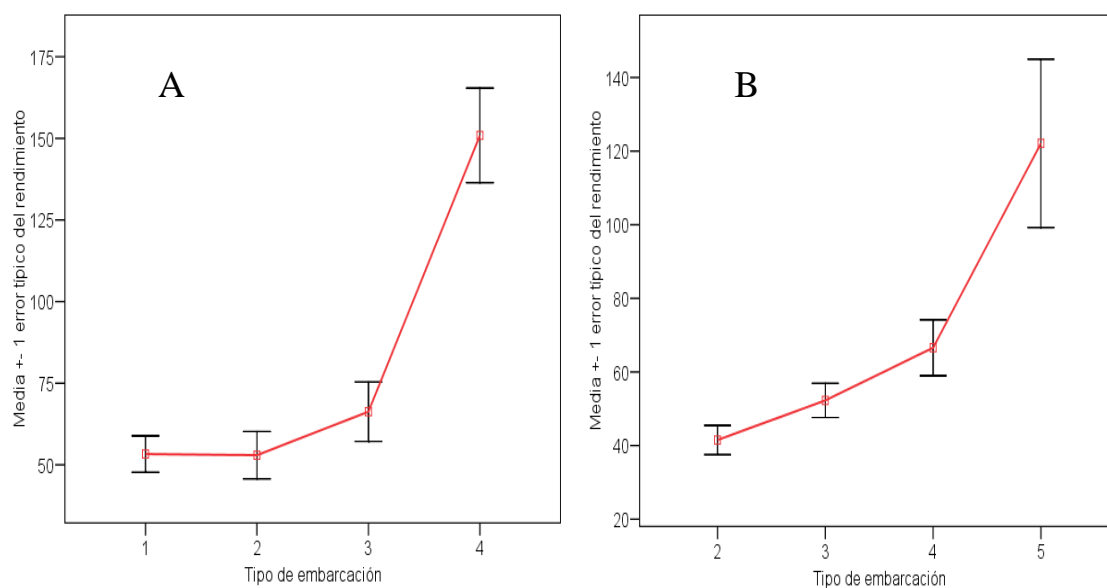 A
Media +- 1 error típico del rendimiento
175
150
125
100
75
50
1 2 3 4
Tipo de embarcación
B
Media +- 1 error típico del rendimiento
140
120
100
80
60
40
20
2 3 4 5
Tipo de embarcación